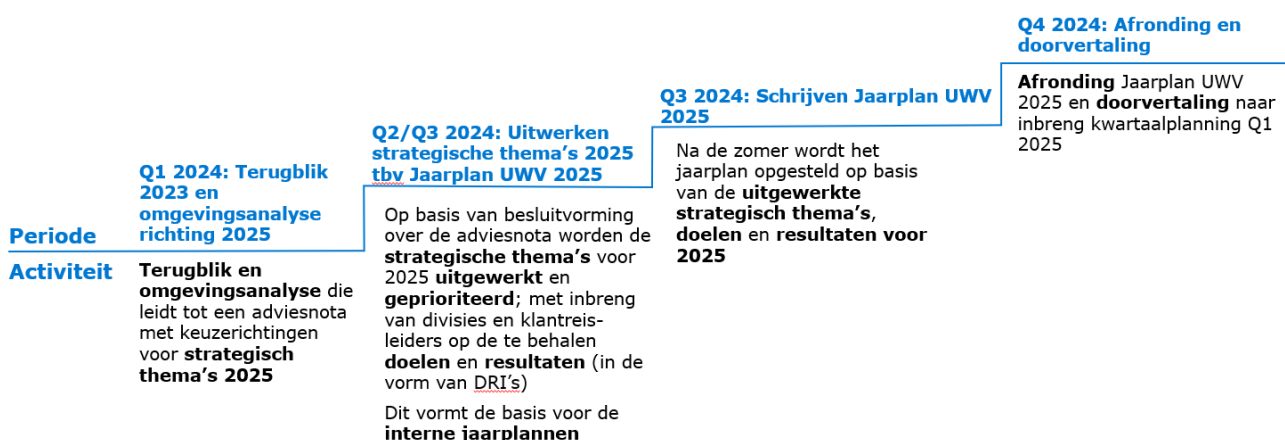 Periode
Activiteit
Q1 2024: Terugblik
2023 en
omgevingsanalyse
richting 2025
Terugblik en
omgevingsanalyse die
leidt tot een adviesnota
met keuzerichtingen
voor strategisch
thema’s 2025
Q2/Q3 2024: Uitwerken
strategische thema’s 2025
tbv Jaarplan UWV 2025
Op basis van besluitvorming
over de adviesnota worden de
strategische thema’s voor
2025 uitgewerkt en
geprioriteerd; met inbreng
van divisies en klantreis-
leiders op de te behalen
doelen en resultaten (in de
vorm van DRI’s)
Dit vormt de basis voor de
interne jaarplannen
Q3 2024: Schrijven Jaarplan UWV
2025
Na de zomer wordt het
jaarplan opgesteld op basis
van de uitgewerkte
strategisch thema’s,
doelen en resultaten voor
2025
Q4 2024: Afronding en
doorvertaling
Afronding Jaarplan UWV
2025 en doorvertaling naar
inbreng kwartaalplanning Q1
2025